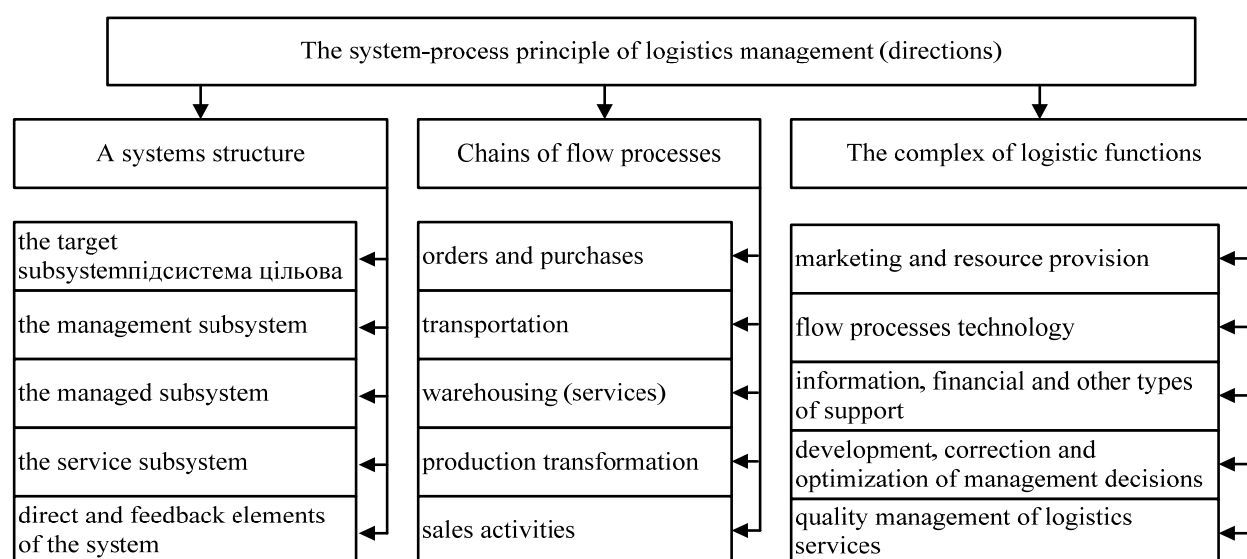 The system-process principle of logistics management (directions)
A systems structure
the target
subsystemпідсистема цільова
the management subsystem
the managed subsystem
the service subsystem
direct and feedback elements
of the system
Chains of flow processes
orders and purchases
transportation
warehousing (services)
production transformation
sales activities
The complex of logistic functions
marketing and resource provision
flow processes technology
information, financial and other types
of support
development, correction and
optimization of management decisions
quality management of logistics
services